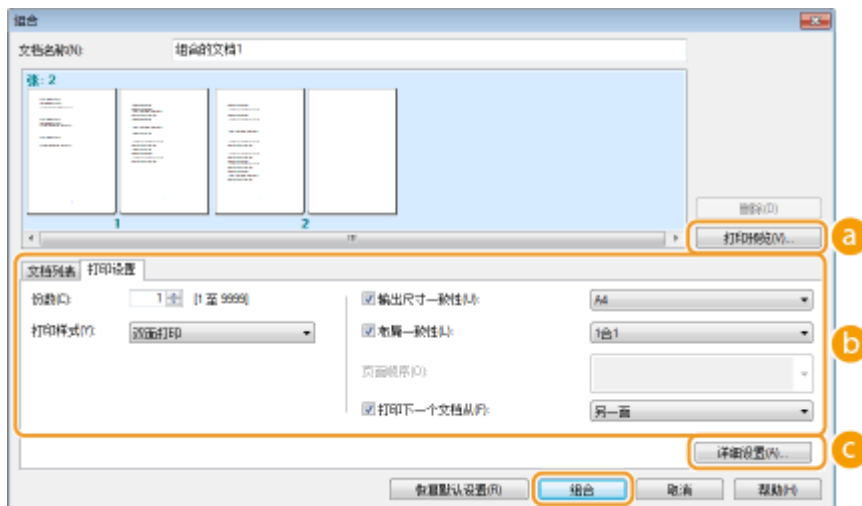 组合
文档名称(N): 组合的文档1
张: 2
1 2
删除(D)
打印预览(V)... a
文档列表 打印设置
份数(C): 1 [1 至 9999] 输出尺寸一致性(U): A4
打印样式(Y): 双面打印 布局一致性(L): 1合1
b
页面顺序(O):
打印下一个文档从(F): 另一面
详细设置(A)... c
恢复默认设置(R) 组合 取消 帮助(H)